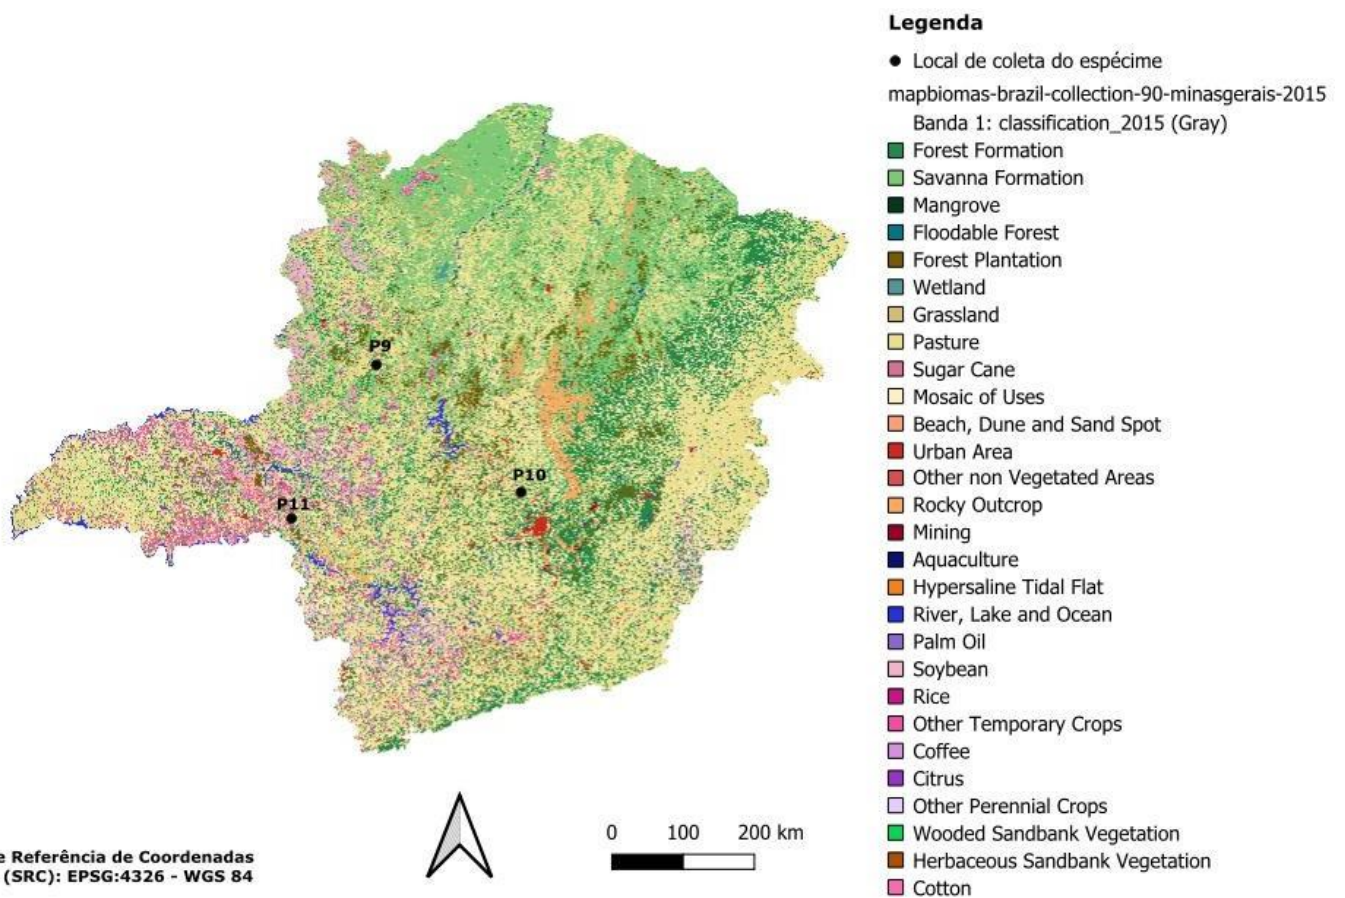 Legenda
Local de coleta do espécime
mapbiomas-brazil-collection-90-minasgerais-2015
Banda 1: classification_2015 (Gray)
Forest Formation
Savanna Formation
Mangrove
Floodable Forest
Forest Plantation
Wetland
Grassland
Pasture
Sugar Cane
Mosaic of Uses
Beach, Dune and Sand Spot
Urban Area
Other non Vegetated Areas
Rocky Outcrop
Mining
Aquaculture
Hypersaline Tidal Flat
River, Lake and Ocean
Palm Oil
Soybean
Rice
Other Temporary Crops
Coffee
Citrus
Other Perennial Crops
Wooded Sandbank Vegetation
Herbaceous Sandbank Vegetation
Cotton
P9
P10
P11
0 100 200 km
e Referência de Coordenadas
(SRC): EPSG:4326 - WGS 84